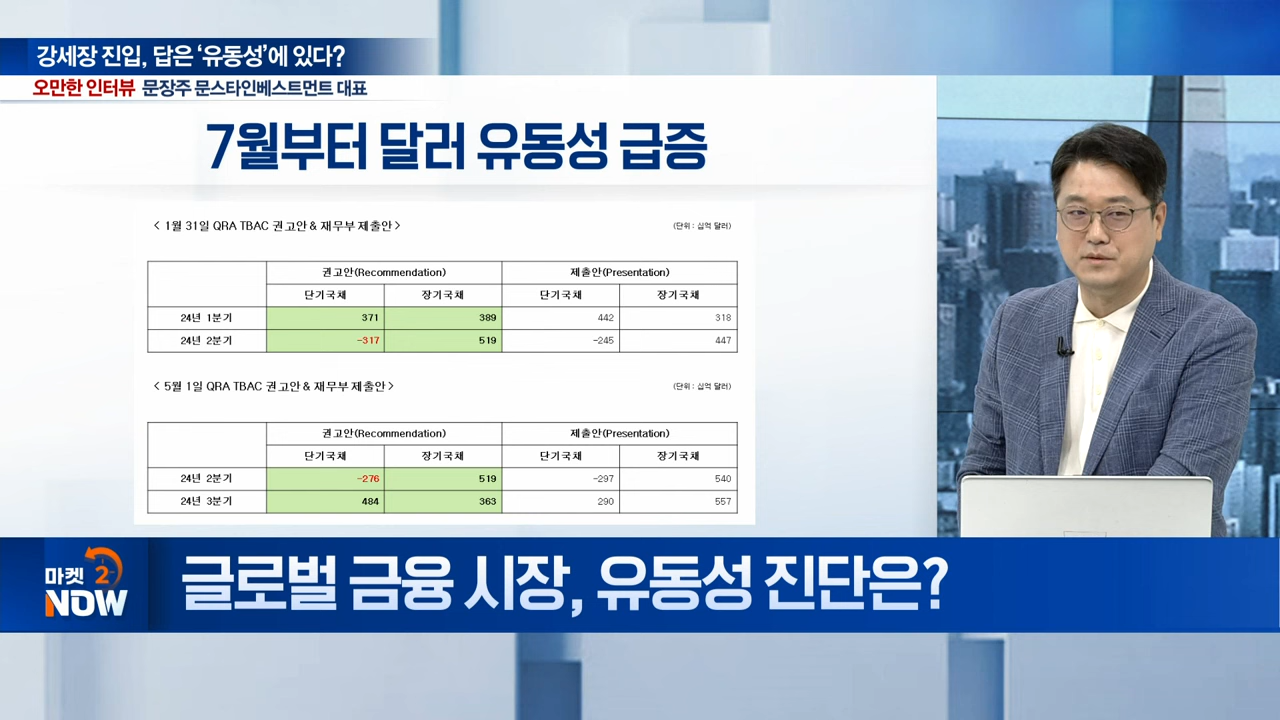 강세장 진입, 답은 ‘유동성’에 있다?
오만한 인터뷰 문장주 문스타인베스트먼트 대표
7월부터 달러 유동성 급증
< 1월 31일 QRA TBAC 권고안 & 재무부 제출안 > (단위 : 십억 달러)
권고안(Recommendation) 제출안(Presentation)
단기국채 장기국채 단기국채 장기국채
24년 1분기 371 389 442 318
24년 2분기 -317 519 -245 447
< 5월 1일 QRA TBAC 권고안 & 재무부 제출안 > (단위 : 십억 달러)
권고안(Recommendation) 제출안(Presentation)
단기국채 장기국채 단기국채 장기국채
24년 2분기 -276 519 -297 540
24년 3분기 484 363 290 557
마켓 2
NOW
글로벌 금융 시장, 유동성 진단은?